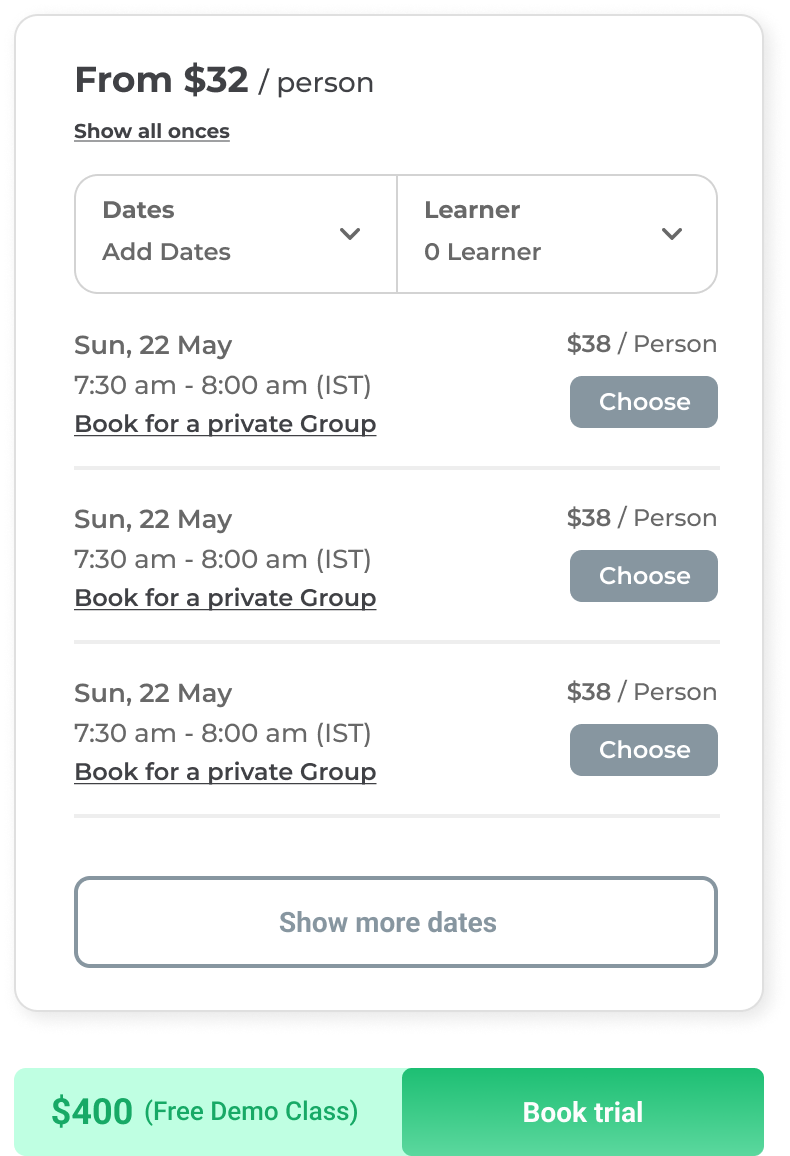 From $32 / person
Show all onces
Dates
Add Dates
Learner
0 Learner
Sun, 22 May
$38 / Person
7:30 am - 8:00 am (IST)
Choose
Book for a private Group
Sun, 22 May
$38 / Person
7:30 am - 8:00 am (IST)
Choose
Book for a private Group
Sun, 22 May
$38 / Person
7:30 am - 8:00 am (IST)
Choose
Book for a private Group
Show more dates
$400 (Free Demo Class)
Book trial